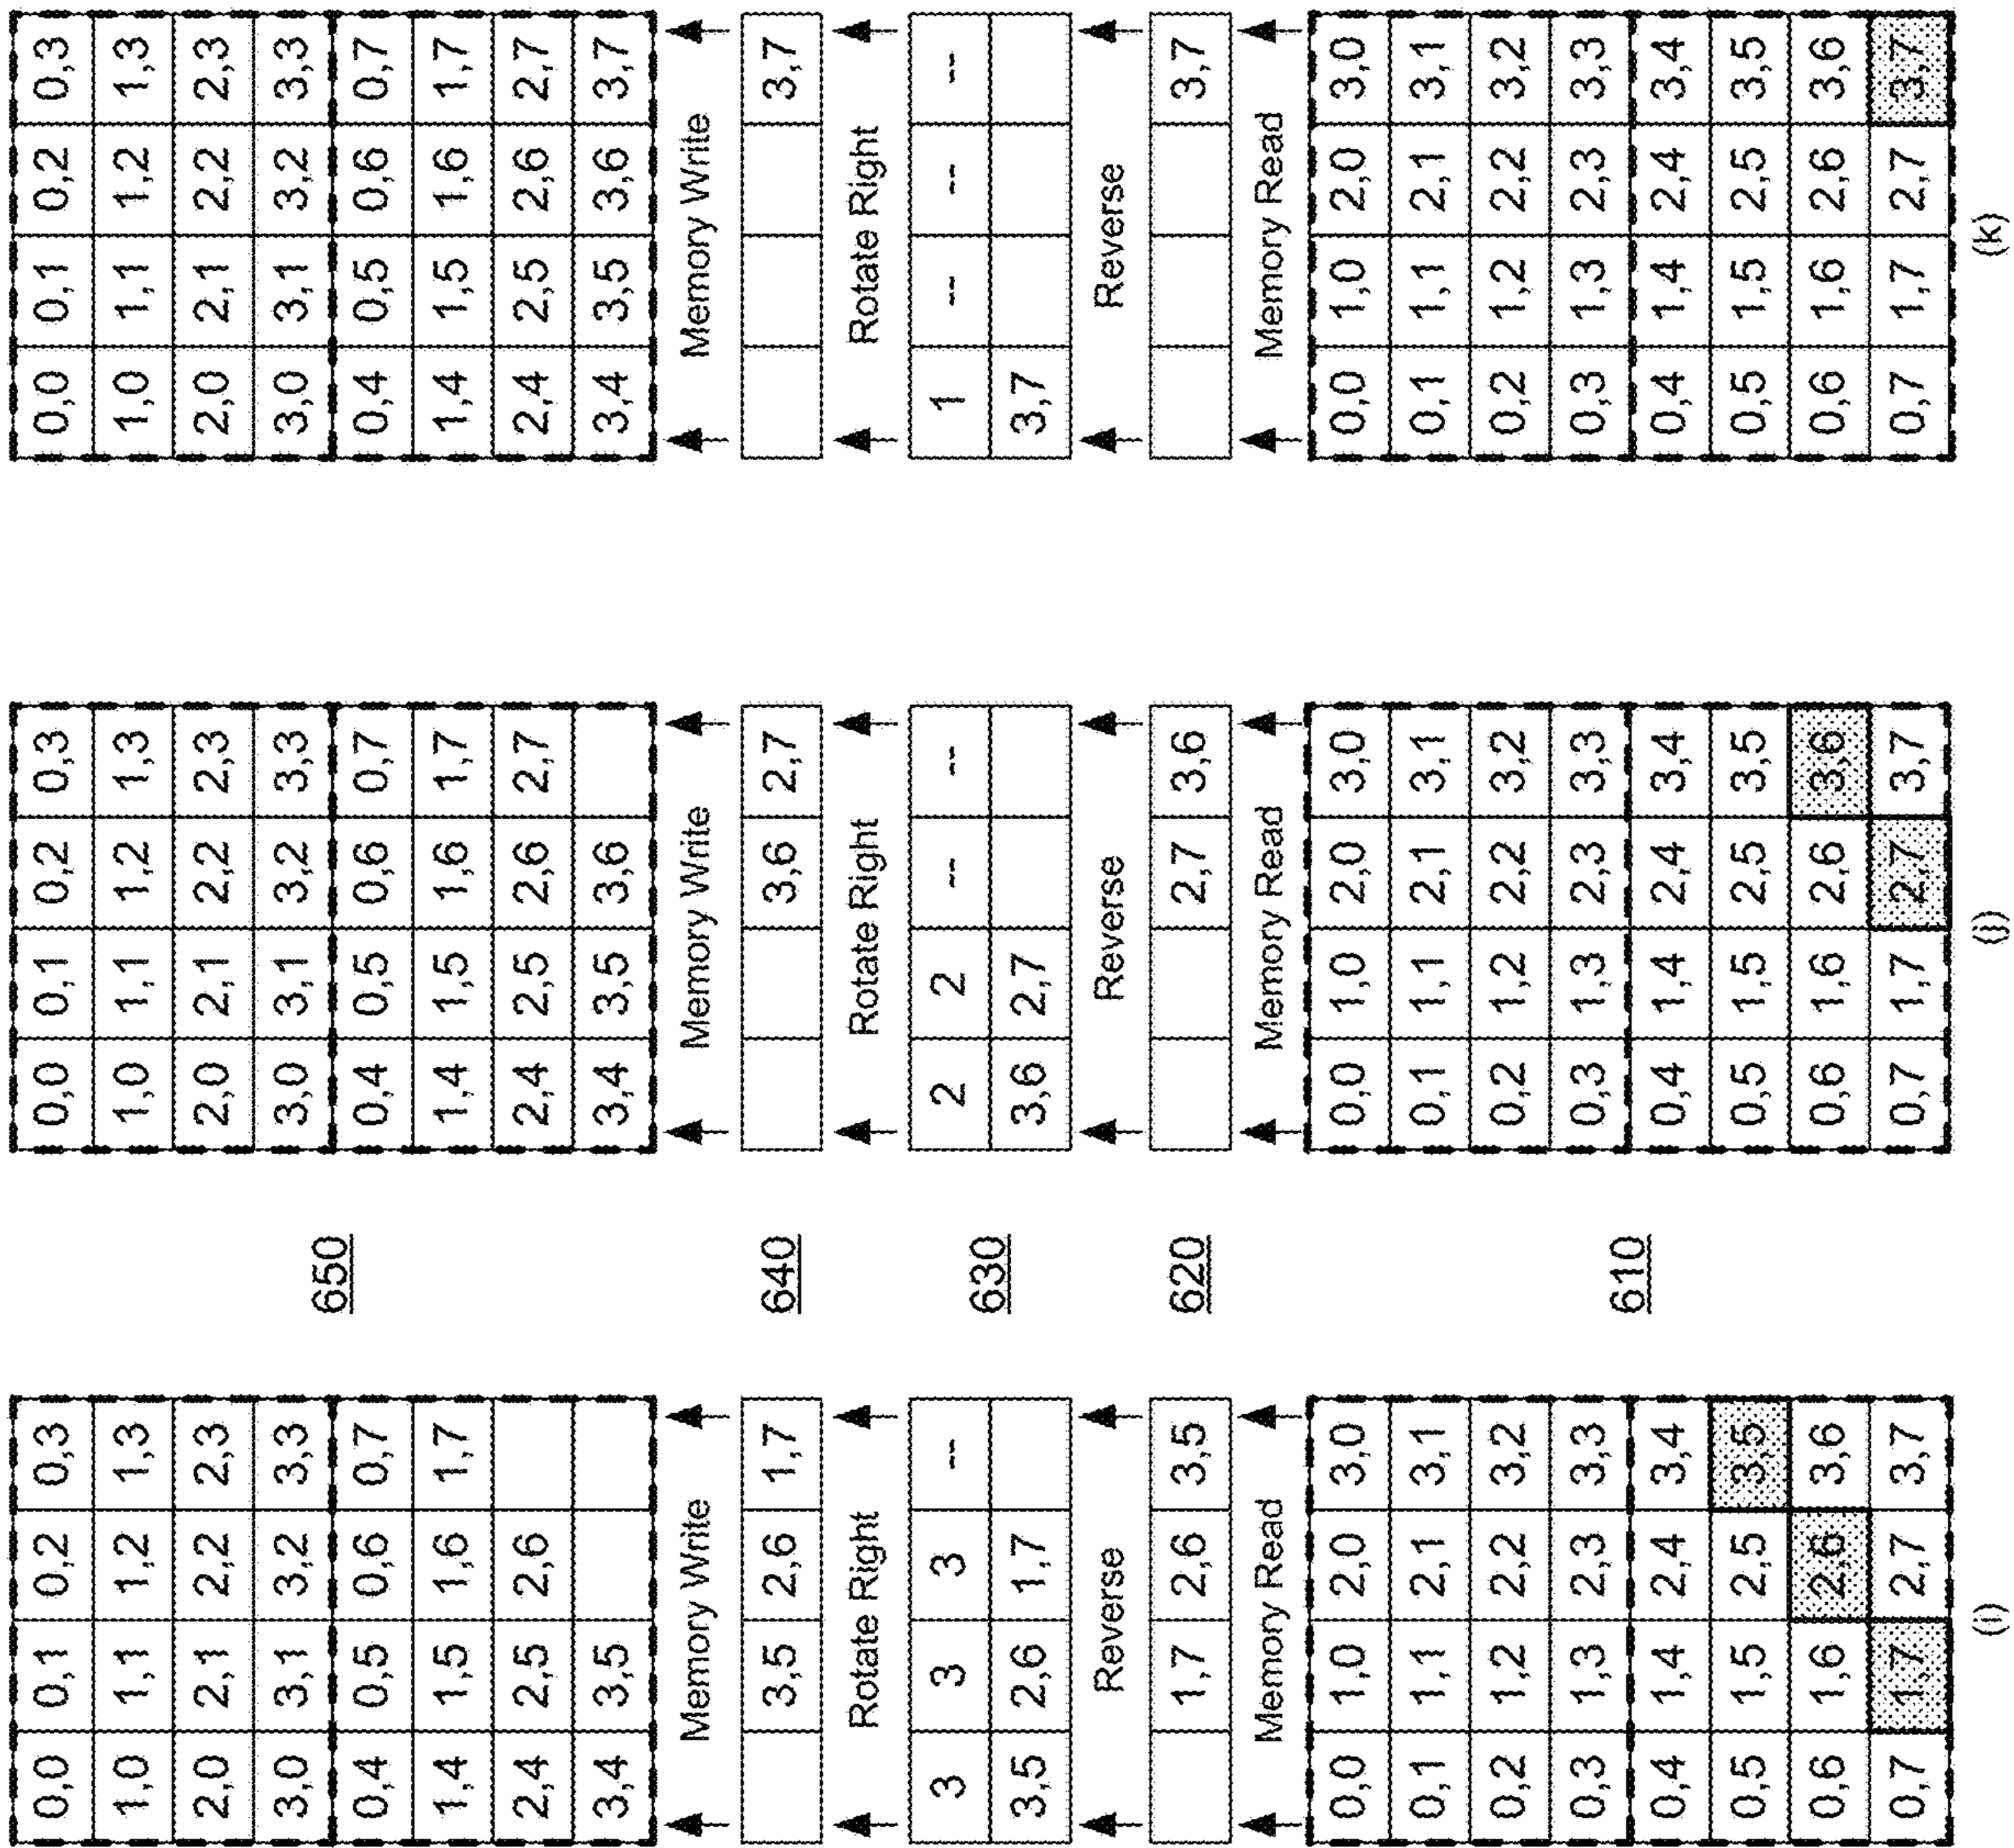 0,0 0,1 0,2 0,3
1,0 1,1 1,2 1,3
2,0 2,1 2,2 2,3
3,0 3,1 3,2 3,3
0,4 0,5 0,6 0,7
1,4 1,5 1,6 1,7
2,4 2,5 2,6
3,4 3,5
Memory Write
3,5 2,6 1,7
Rotate Right
3 3 3 --
3,5 2,6 1,7
Reverse
1,7 2,6 3,5
Memory Read
0,0 1,0 2,0 3,0
0,1 1,1 2,1 3,1
0,2 1,2 2,2 3,2
0,3 1,3 2,3 3,3
0,4 1,4 2,4 3,4
0,5 1,5 2,5 3,5
0,6 1,6 2,6 3,6
0,7 1,7 2,7 3,7
(i)
650
640
630
620
610
0,0 0,1 0,2 0,3
1,0 1,1 1,2 1,3
2,0 2,1 2,2 2,3
3,0 3,1 3,2 3,3
0,4 0,5 0,6 0,7
1,4 1,5 1,6 1,7
2,4 2,5 2,6 2,7
3,4 3,5 3,6
Memory Write
3,6 2,7
Rotate Right
2 2 -- --
3,6 2,7
Reverse
2,7 3,6
Memory Read
0,0 1,0 2,0 3,0
0,1 1,1 2,1 3,1
0,2 1,2 2,2 3,2
0,3 1,3 2,3 3,3
0,4 1,4 2,4 3,4
0,5 1,5 2,5 3,5
0,6 1,6 2,6 3,6
0,7 1,7 2,7 3,7
(j)
0,0 0,1 0,2 0,3
1,0 1,1 1,2 1,3
2,0 2,1 2,2 2,3
3,0 3,1 3,2 3,3
0,4 0,5 0,6 0,7
1,4 1,5 1,6 1,7
2,4 2,5 2,6 2,7
3,4 3,5 3,6 3,7
Memory Write
3,7
Rotate Right
1 -- -- --
3,7
Reverse
3,7
Memory Read
0,0 1,0 2,0 3,0
0,1 1,1 2,1 3,1
0,2 1,2 2,2 3,2
0,3 1,3 2,3 3,3
0,4 1,4 2,4 3,4
0,5 1,5 2,5 3,5
0,6 1,6 2,6 3,6
0,7 1,7 2,7 3,7
(k)